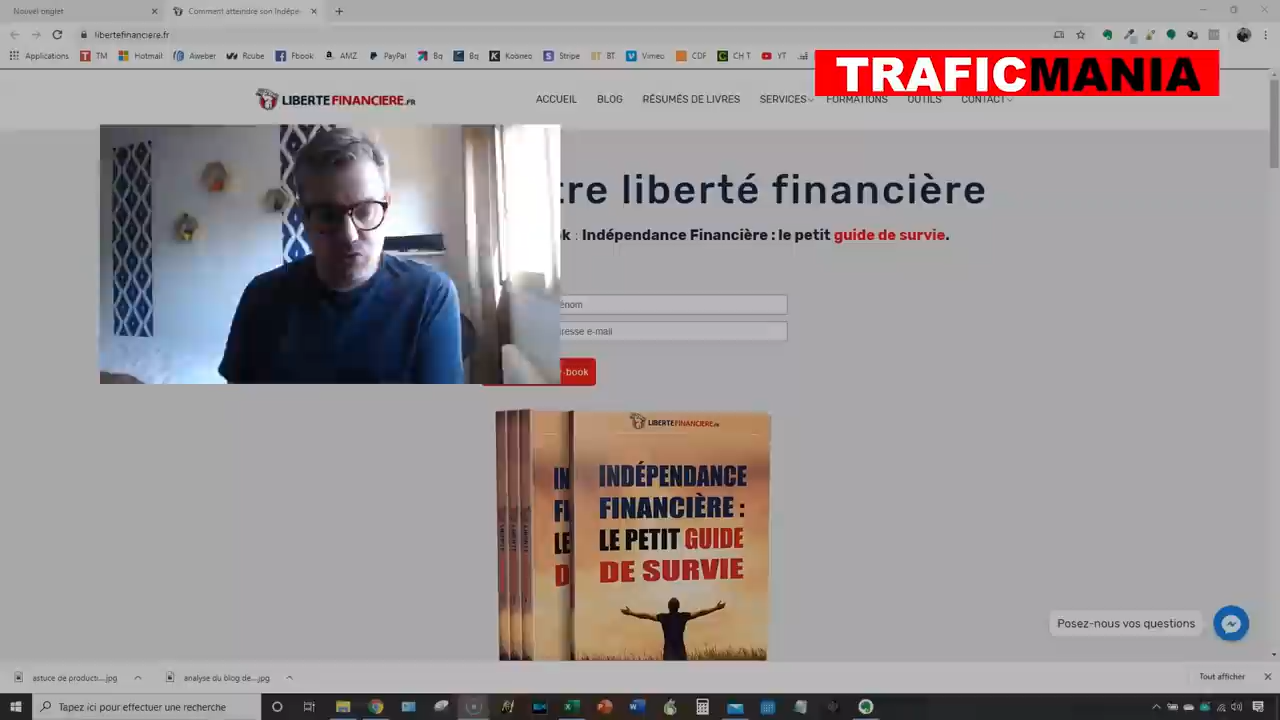 Nouvel onglet
Comment atteindre son Indépe
libertefinanciere.fr
Applications TM Hotmail Aweber Rcube Fbook AMZ PayPal Bq Bq Kobreo Stripe BT Vimeo CDF CH T YT
TRAFICMANIA
LIBERTEFINANCIERE.FR
ACCUEIL BLOG RÉSUMÉS DE LIVRES SERVICES FORMATIONS OUTILS CONTACT
tre liberté financière
k : Indépendance Financière : le petit guide de survie.
énom
resse e-mail
-book
LIBERTEFINANCIERE.FR
INDÉPENDANCE
FINANCIÈRE :
LE PETIT GUIDE
DE SURVIE
Posez-nous vos questions
astuce de producti....jpg
analyse du blog de....jpg
Tout afficher
Tapez ici pour effectuer une recherche